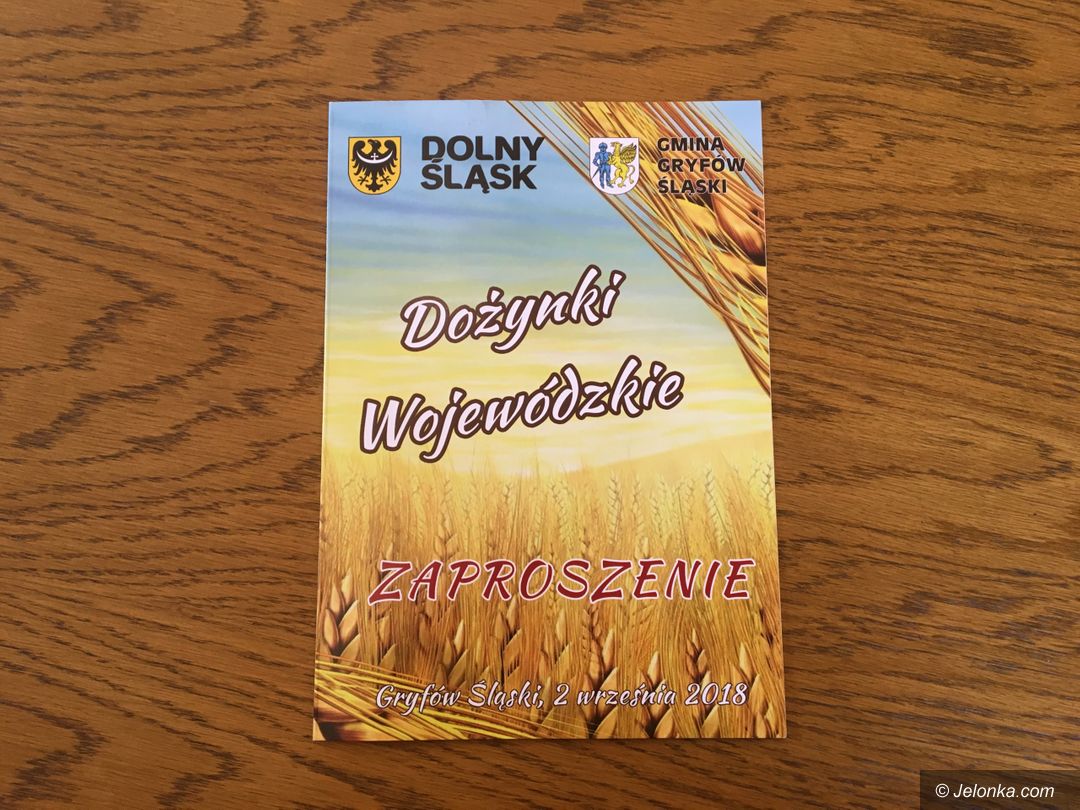 DOLNY
ŚLĄSK
GMINA
GRYFÓW
ŚLĄSKI
Dożynki
Wojewódzkie
ZAPROSZENIE
Gryfów Śląski, 2 września 2018
© Jelonka.com